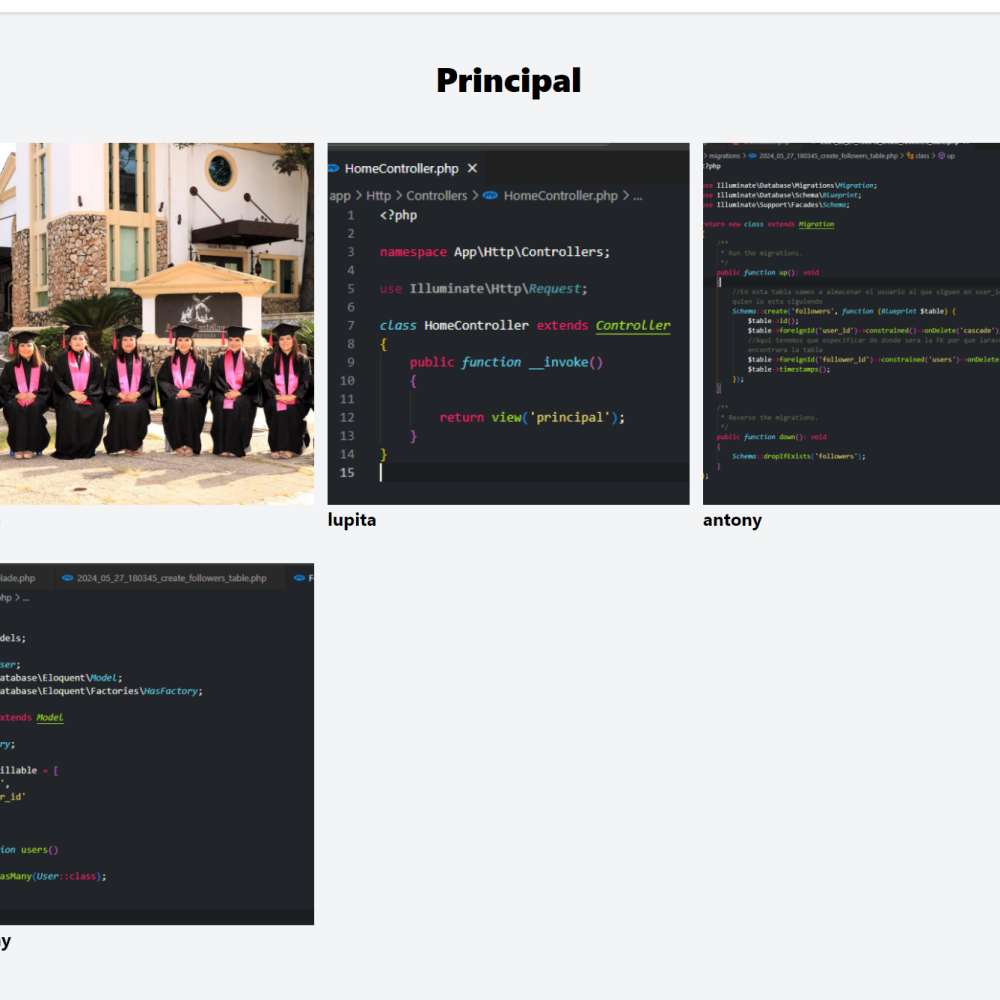 Principal
HomeController.php
app > Http > Controllers > HomeController.php > ...
1 <?php
2
3 namespace App\Http\Controllers;
4
5 use Illuminate\Http\Request;
6
7 class HomeController extends Controller
8 {
9 public function __invoke()
10 {
11
12 return view('principal');
13 }
14 }
15
> migrations > 2024_05_27_180345_create_followers_table.php > class > up
<?php
use Illuminate\Database\Migrations\Migration;
use Illuminate\Database\Schema\Blueprint;
use Illuminate\Support\Facades\Schema;
return new class extends Migration
/**
* Run the migrations.
*/
public function up(): void
{
//En esta tabla vamos a almacenar el usuario al que siguen en
quien lo esta siguiendo
Schema::create('followers', function (Blueprint $table) {
$table->id();
$table->foreignId('user_id')->constrained()->onDelete('cascade');
//Aqui tenemos que especificar de donde sera la FK por que
encontrara la tabla
$table->foreignId('follower_id')->constrained('users')->onDelete
$table->timestamps();
});
}
/**
* Reverse the migrations.
*/
public function down(): void
{
Schema::dropIfExists('followers');
}
};
lupita
antony
lade.php 2024_05_27_180345_create_followers_table.php F
hp > ...
dels;
ser;
atabase\Eloquent\Model;
atabase\Eloquent\Factories\HasFactory;
xtends Model
ry;
illable = [
',
r_id'
ion users()
asMany(User::class);
y